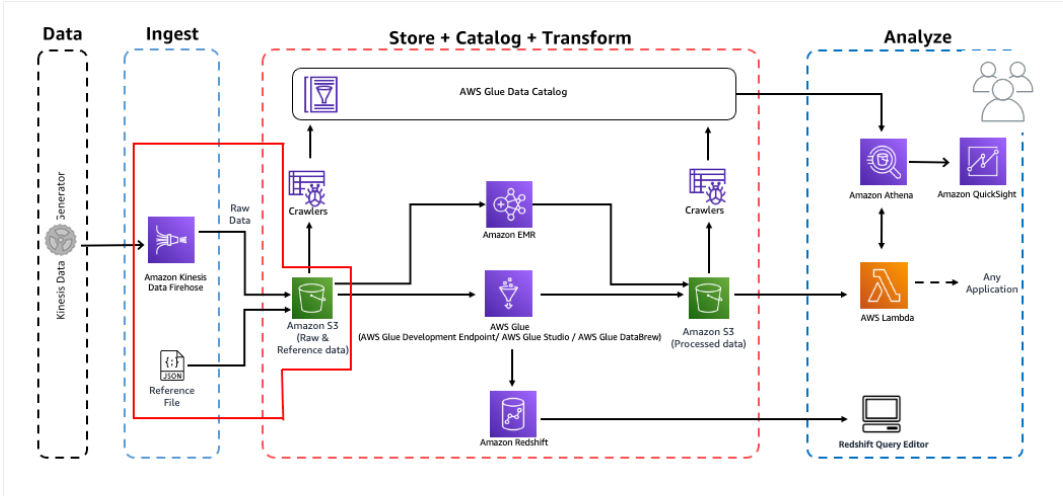 Data
Ingest
Store + Catalog + Transform
Analyze
AWS Glue Data Catalog
Kinesis Data Generator
Raw
Data
Crawlers
Crawlers
Amazon EMR
Amazon Athena
Amazon QuickSight
Amazon Kinesis
Data Firehose
Amazon S3
(Raw &
Reference data)
AWS Glue
(AWS Glue Development Endpoint/ AWS Glue Studio / AWS Glue DataBrew)
Amazon S3
(Processed data)
AWS Lambda
Any
Application
{;}
JSON
Reference
File
Amazon Redshift
Redshift Query Editor